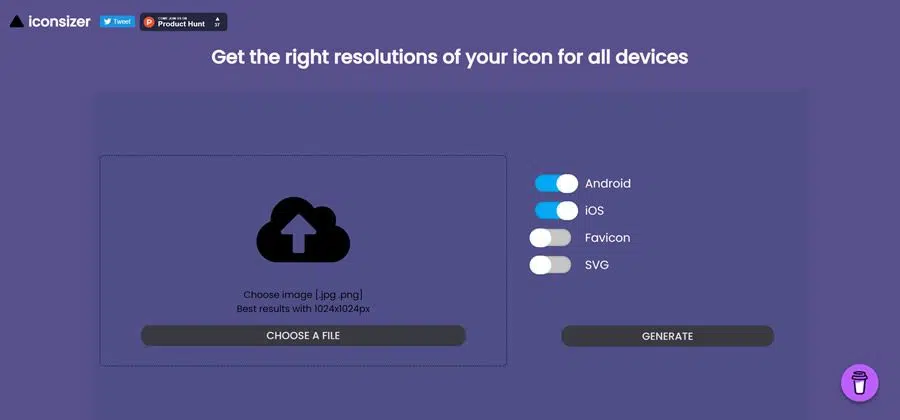 iconsizer
Tweet
COME JOIN US ON
Product Hunt
▲
37
Get the right resolutions of your icon for all devices
Android
iOS
Favicon
SVG
Choose image [.jpg .png]
Best results with 1024x1024px
CHOOSE A FILE
GENERATE